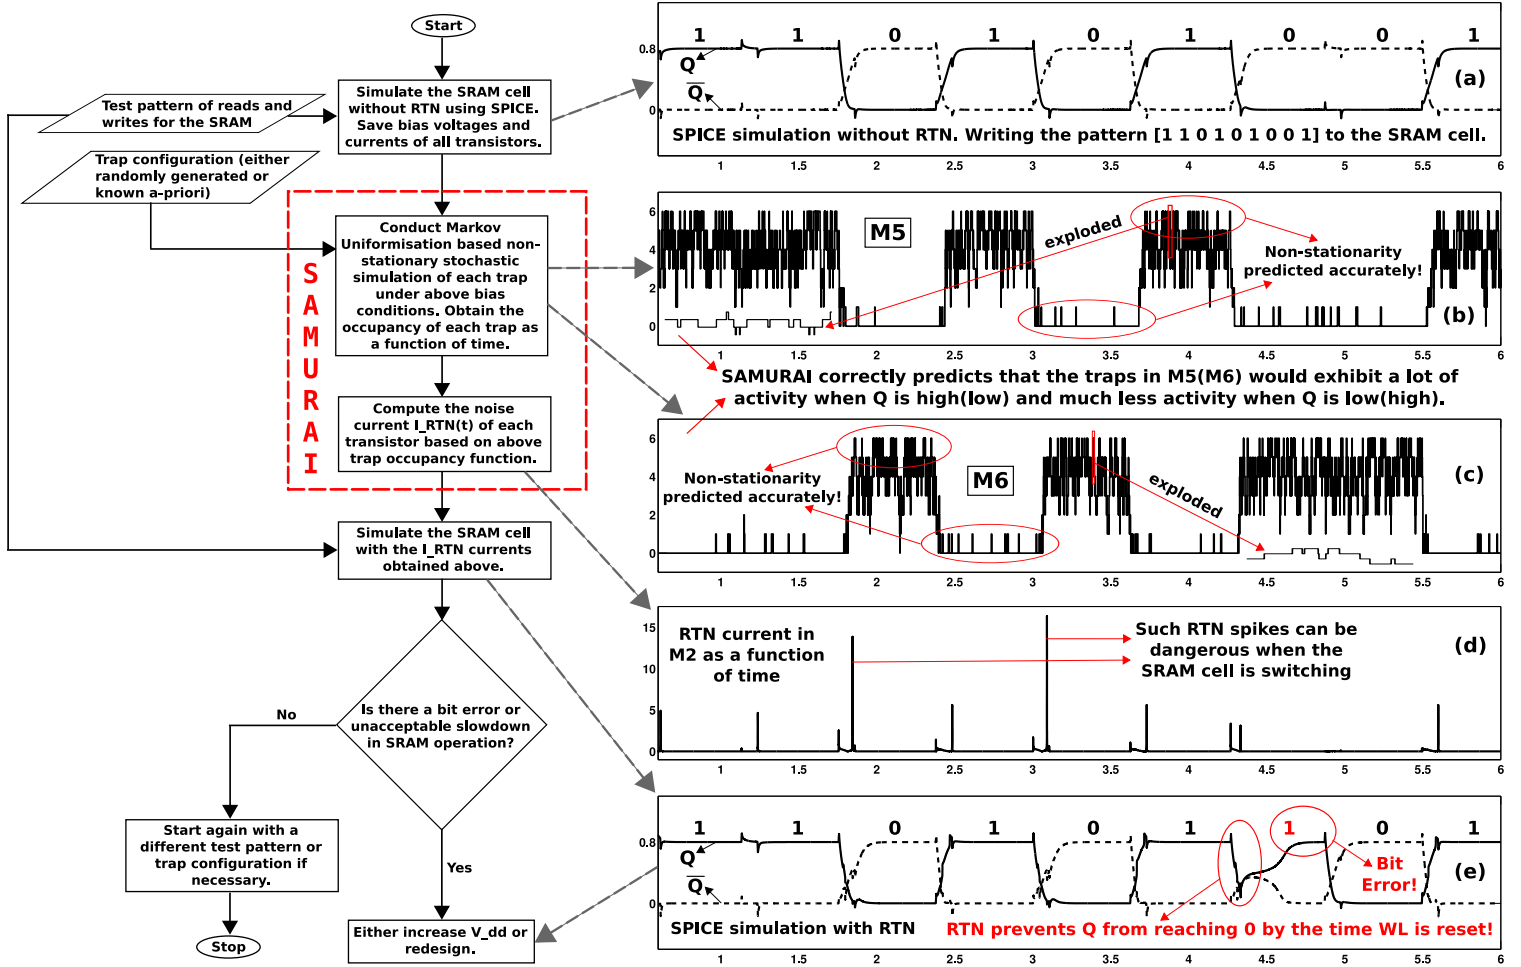 Start
Test pattern of reads and
writes for the SRAM
Simulate the SRAM cell
without RTN using SPICE.
Save bias voltages and
currents of all transistors.
Trap configuration (either
randomly generated or
known a-priori)
SAMURAI
Conduct Markov
Uniformisation based non-
stationary stochastic
simulation of each trap
under above bias
conditions. Obtain the
occupancy of each trap as
a function of time.
Compute the noise
current I_RTN(t) of each
transistor based on above
trap occupancy function.
Simulate the SRAM cell
with the I_RTN currents
obtained above.
Is there a bit error or
unacceptable slowdown
in SRAM operation?
No
Yes
Start again with a
different test pattern or
trap configuration if
necessary.
Stop
Either increase V_dd or
redesign.
1 1 0 1 0 1 0 0 1
0.8
Q
Q̅
0
(a)
SPICE simulation without RTN. Writing the pattern [1 1 0 1 0 1 0 0 1] to the SRAM cell.
1 1.5 2 2.5 3 3.5 4 4.5 5 5.5 6
6
4
2
0
M5
exploded
Non-stationarity
predicted accurately!
(b)
1 1.5 2 2.5 3 3.5 4 4.5 5 5.5 6
SAMURAI correctly predicts that the traps in M5(M6) would exhibit a lot of
activity when Q is high(low) and much less activity when Q is low(high).
6
4
2
0
Non-stationarity
predicted accurately!
M6
exploded
(c)
1 1.5 2 2.5 3 3.5 4 4.5 5 5.5 6
15
10
5
0
RTN current in
M2 as a function
of time
Such RTN spikes can be
dangerous when the
SRAM cell is switching
(d)
1 1.5 2 2.5 3 3.5 4 4.5 5 5.5 6
1 1 0 1 0 1 1 0 1
0.8
Q
Q̅
0
Bit
Error!
(e)
SPICE simulation with RTN
RTN prevents Q from reaching 0 by the time WL is reset!
1 1.5 2 2.5 3 3.5 4 4.5 5 5.5 6